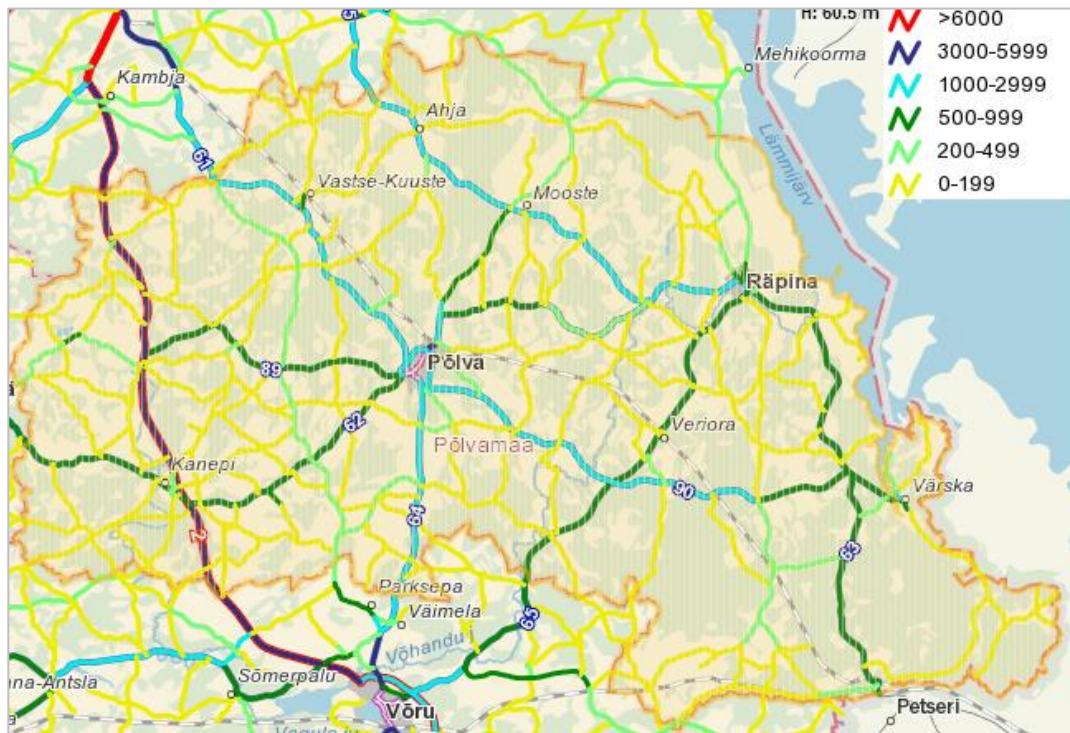 H: 60.5 m
>6000
3000-5999
1000-2999
500-999
200-499
0-199
Mehikoorma
Kambja
Ahja
61
Lämmijärv
Vastse-Kuuste
Mooste
Räpina
89
Põlva
62
Põlvamaa
Veriora
Kanepi
90
Värska
64
2
63
Parksepa
65
Väimela
Võhandu j
nna-Antsla
Sõmerpalu
Võru
Petseri